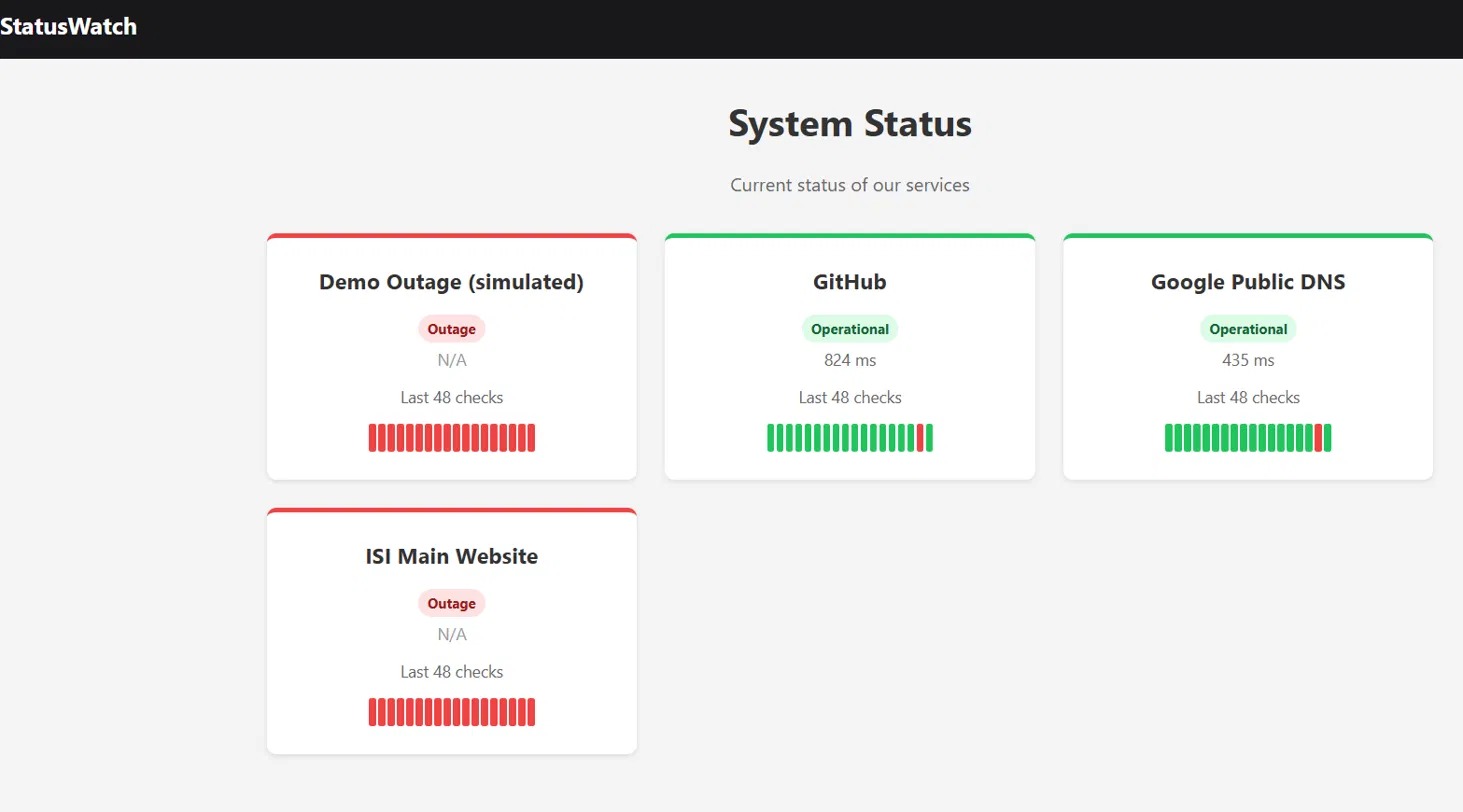 StatusWatch
System Status
Current status of our services
Demo Outage (simulated)
Outage
N/A
Last 48 checks
GitHub
Operational
824 ms
Last 48 checks
Google Public DNS
Operational
435 ms
Last 48 checks
ISI Main Website
Outage
N/A
Last 48 checks